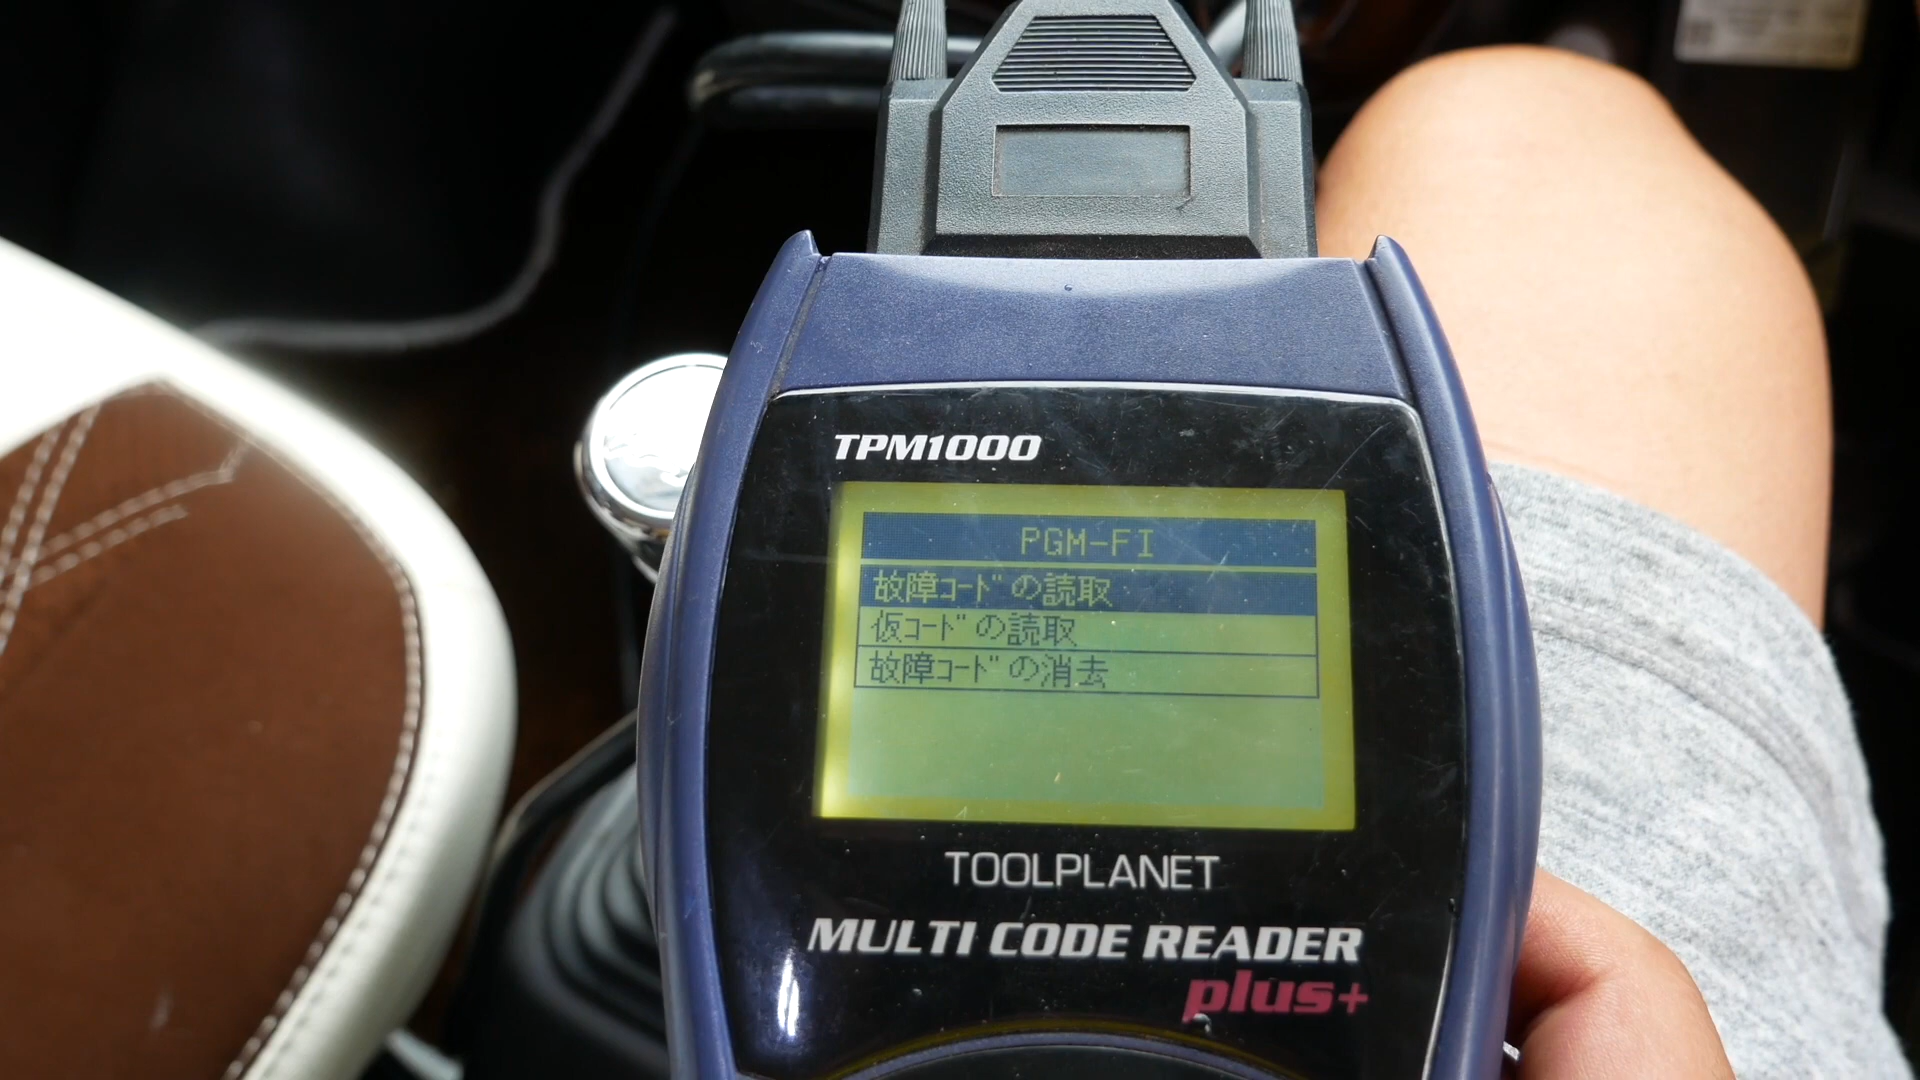 TPM1000
PGM-FI
故障ｺｰﾄﾞの読取
仮ｺｰﾄﾞの読取
故障ｺｰﾄﾞの消去
TOOLPLANET
MULTI CODE READER
plus+